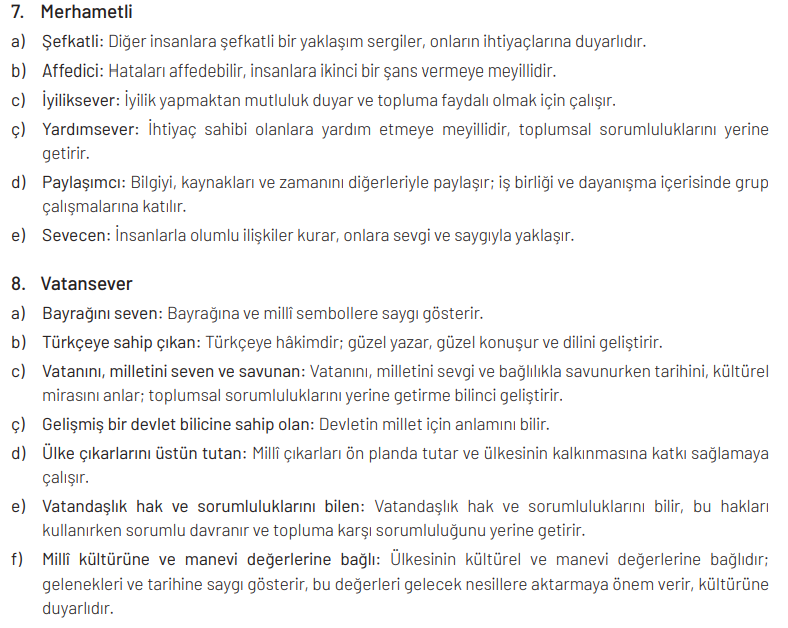 7. Merhametli
a) Şefkatli: Diğer insanlara şefkatli bir yaklaşım sergiler, onların ihtiyaçlarına duyarlıdır.
b) Affedici: Hataları affedebilir, insanlara ikinci bir şans vermeye meyillidir.
c) İyiliksever: İyilik yapmaktan mutluluk duyar ve topluma faydalı olmak için çalışır.
ç) Yardımsever: İhtiyaç sahibi olanlara yardım etmeye meyillidir, toplumsal sorumluluklarını yerine
getirir.
d) Paylaşımcı: Bilgiyi, kaynakları ve zamanını diğerleriyle paylaşır; iş birliği ve dayanışma içerisinde grup
çalışmalarına katılır.
e) Sevecen: İnsanlarla olumlu ilişkiler kurar, onlara sevgi ve saygıyla yaklaşır.
8. Vatansever
a) Bayrağını seven: Bayrağına ve millî sembollere saygı gösterir.
b) Türkçeye sahip çıkan: Türkçeye hâkimdir; güzel yazar, güzel konuşur ve dilini geliştirir.
c) Vatanını, milletini seven ve savunan: Vatanını, milletini sevgi ve bağlılıkla savunurken tarihini, kültürel
mirasını anlar; toplumsal sorumluluklarını yerine getirme bilinci geliştirir.
ç) Gelişmiş bir devlet bilicine sahip olan: Devletin millet için anlamını bilir.
d) Ülke çıkarlarını üstün tutan: Millî çıkarları ön planda tutar ve ülkesinin kalkınmasına katkı sağlamaya
çalışır.
e) Vatandaşlık hak ve sorumluluklarını bilen: Vatandaşlık hak ve sorumluluklarını bilir, bu hakları
kullanırken sorumlu davranır ve topluma karşı sorumluluğunu yerine getirir.
f) Millî kültürüne ve manevi değerlerine bağlı: Ülkesinin kültürel ve manevi değerlerine bağlıdır;
gelenekleri ve tarihine saygı gösterir, bu değerleri gelecek nesillere aktarmaya önem verir, kültürüne
duyarlıdır.